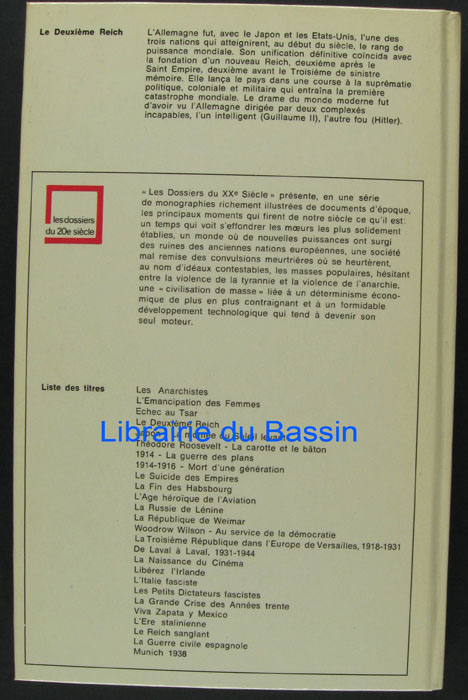 Le Deuxième Reich
L'Allemagne fut, avec le Japon et les Etats-Unis, l'une des
trois nations qui atteignirent, au début du siècle, le rang de
puissance mondiale. Son unification définitive coïncida avec
la fondation d'un nouveau Reich, deuxième après le
Saint Empire, deuxième avant le Troisième de sinistre
mémoire. Elle lança le pays dans une course à la suprématie
politique, coloniale et militaire qui entraîna la première
catastrophe mondiale. Le drame du monde moderne fut
d'avoir vu l'Allemagne dirigée par deux complexés
incapables, l'un intelligent (Guillaume II), l'autre fou (Hitler).
les dossiers
du 20e siècle
« Les Dossiers du XXe Siècle » présente, en une série
de monographies richement illustrées de documents d'époque,
les principaux moments qui firent de notre siècle ce qu'il est:
un temps qui voit s'effondrer les mœurs les plus solidement
établies, un monde où de nouvelles puissances ont surgi
des ruines des anciennes nations européennes, une société
mal remise des convulsions meurtrières où se heurtèrent,
au nom d'idéaux contestables, les masses populaires, hésitant
entre la violence de la tyrannie et la violence de l'anarchie,
une « civilisation de masse » liée à un déterminisme écono-
mique de plus en plus contraignant et à un formidable
développement technologique qui tend à devenir son
seul moteur.
Liste des titres
Les Anarchistes
L'Emancipation des Femmes
Echec au Tsar
Le Deuxième Reich
Soleil levant
Librairie du Bassin
Théodore Roosevelt - La carotte et le bâton
1914 - La guerre des plans
1914-1916 - Mort d'une génération
Le Suicide des Empires
La Fin des Habsbourg
L'Age héroïque de l'Aviation
La Russie de Lénine
La République de Weimar
Woodrow Wilson - Au service de la démocratie
La Troisième République dans l'Europe de Versailles, 1918-1931
De Laval à Laval, 1931-1944
La Naissance du Cinéma
Libérez l'Irlande
L'Italie fasciste
Les Petits Dictateurs fascistes
La Grande Crise des Années trente
Viva Zapata y Mexico
L'Ere stalinienne
Le Reich sanglant
La Guerre civile espagnole
Munich 1938